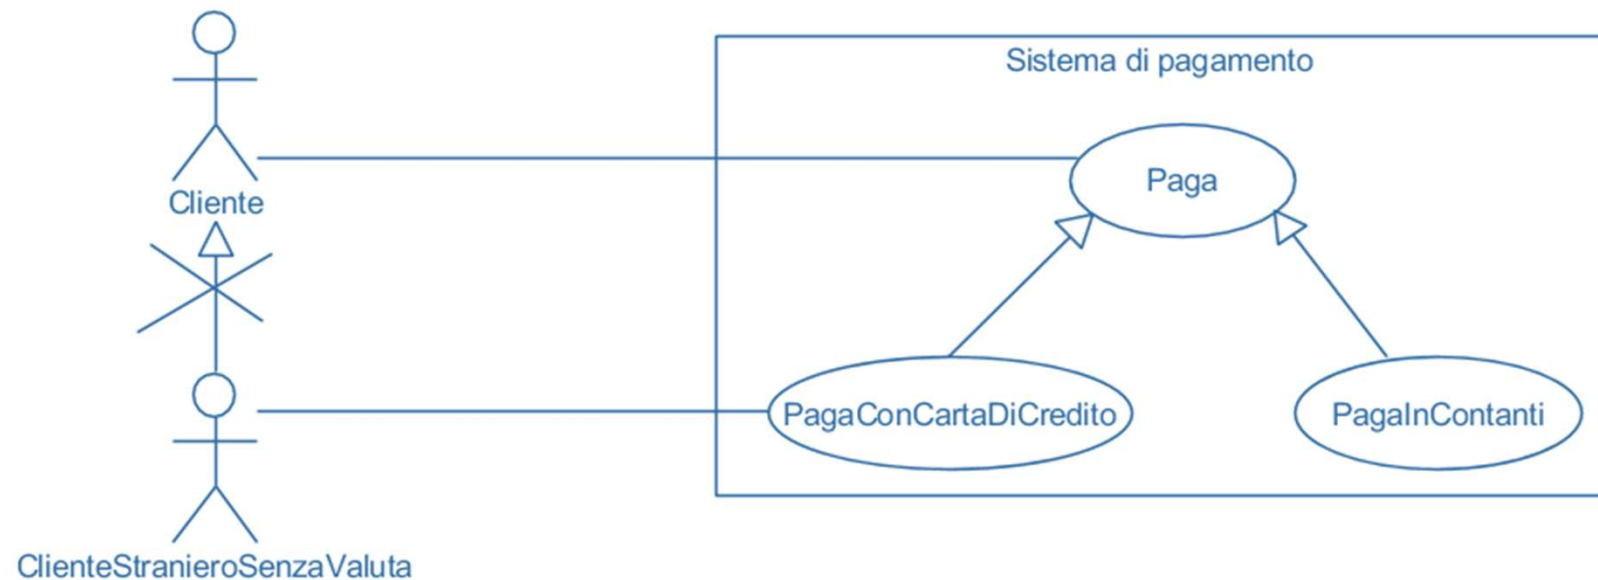 Sistema di pagamento
Paga
Cliente
PagaConCartaDiCredito
PagaInContanti
ClienteStranieroSenzaValuta